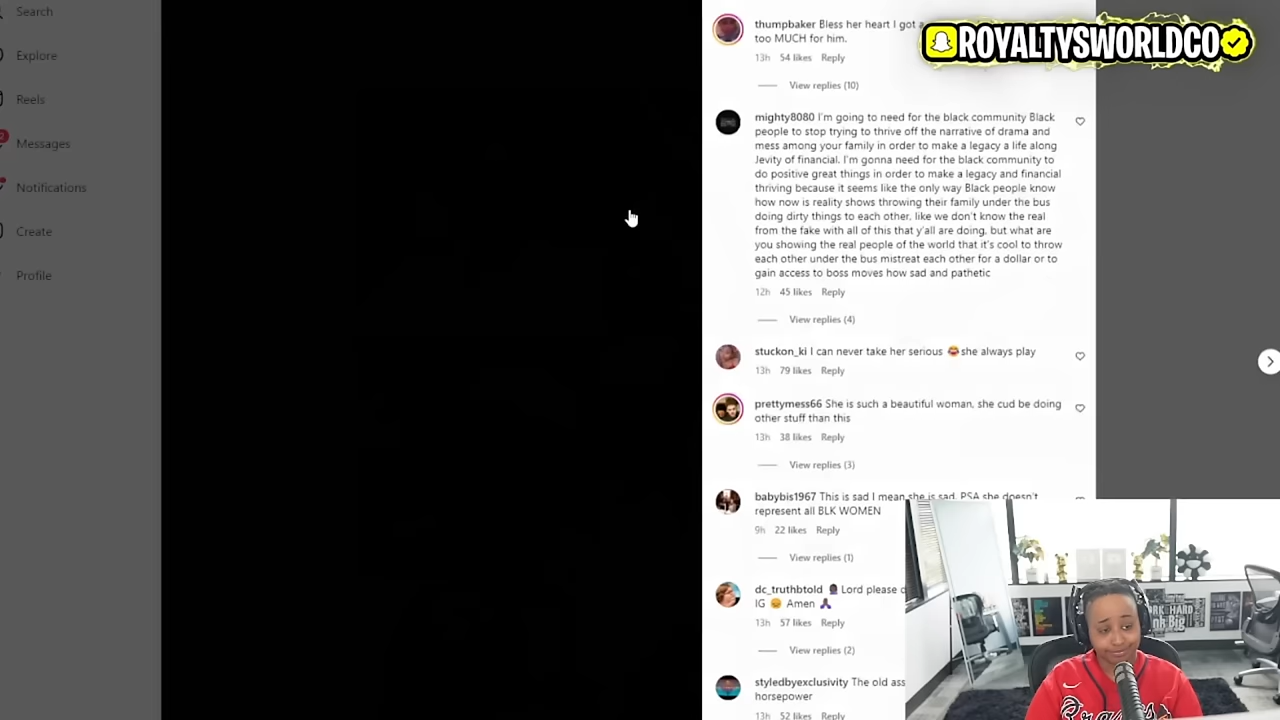 Search
Explore
Reels
Messages
Notifications
Create
Profile
thumpbaker Bless her heart I got a
too MUCH for him.
13h 54 likes Reply
View replies (10)
ROYALTYSWORLDCO
mighty8080 I'm going to need for the black community Black
people to stop trying to thrive off the narrative of drama and
mess among your family in order to make a legacy a life along
Jevity of financial. I'm gonna need for the black community to
do positive great things in order to make a legacy and financial
thriving because it seems like the only way Black people know
how now is reality shows throwing their family under the bus
doing dirty things to each other. like we don't know the real
from the fake with all of this that y'all are doing, but what are
you showing the real people of the world that it's cool to throw
each other under the bus mistreat each other for a dollar or to
gain access to boss moves how sad and pathetic
12h 45 likes Reply
View replies (4)
stuckon_ki I can never take her serious 😂she always play
13h 79 likes Reply
prettymess66 She is such a beautiful woman, she cud be doing
other stuff than this
13h 38 likes Reply
View replies (3)
babybis1967 This is sad I mean she is sad. PSA she doesn't
represent all BLK WOMEN
9h 22 likes Reply
View replies (1)
dc_truthbtold Lord please
IG Amen
13h 57 likes Reply
View replies (2)
styledbyexclusivity The old ass
horsepower
13h 52 likes Reply
RK HARD
nk Big
Braves